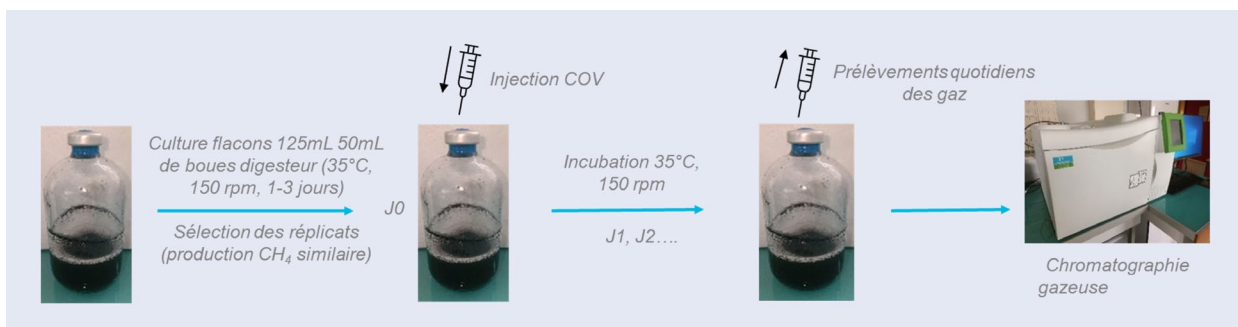 Injection COV
Prélèvements quotidiens
des gaz
Culture flacons 125mL 50mL
de boues digesteur (35°C,
150 rpm, 1-3 jours)
Sélection des réplicats
(production CH₄ similaire)
J0
Incubation 35°C,
150 rpm
J1, J2….
Chromatographie
gazeuse